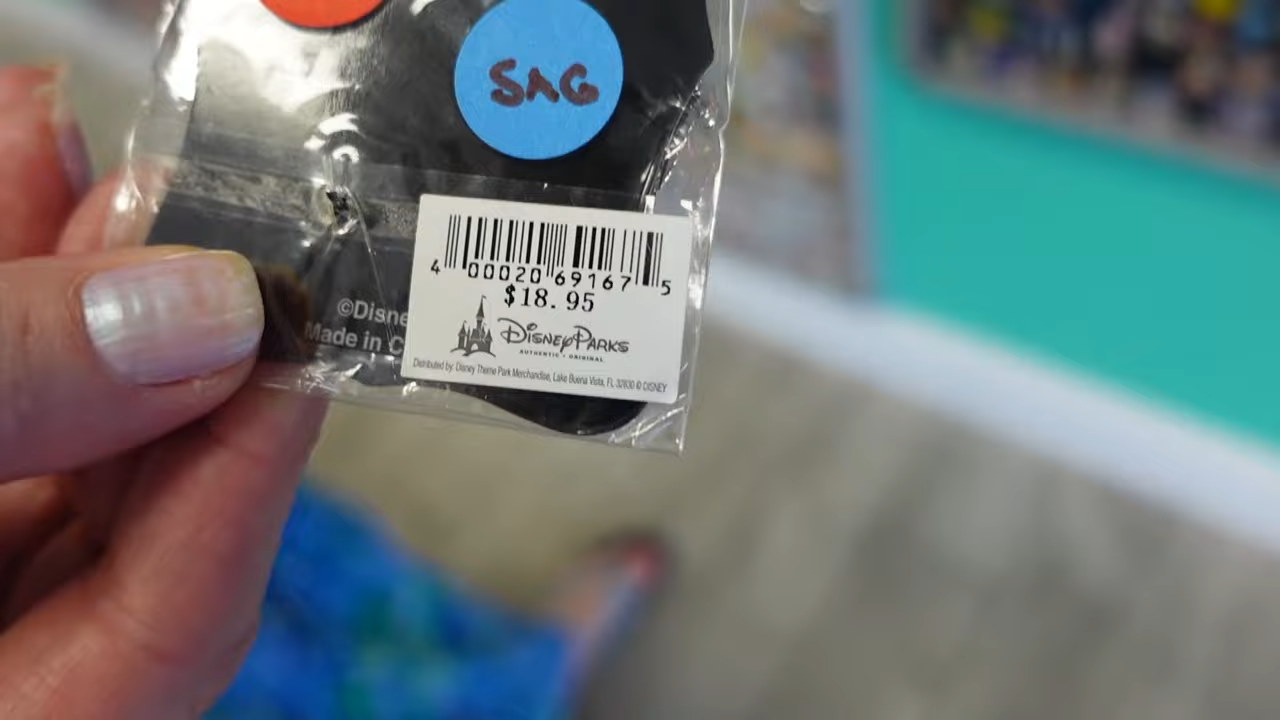 SAG
4 00020 69167 5
$18.95
©Disne
Made in C
DISNEYPARKS
AUTHENTIC • ORIGINAL
Distributed by: Disney Theme Park Merchandise, Lake Buena Vista, FL 32830 © DISNEY